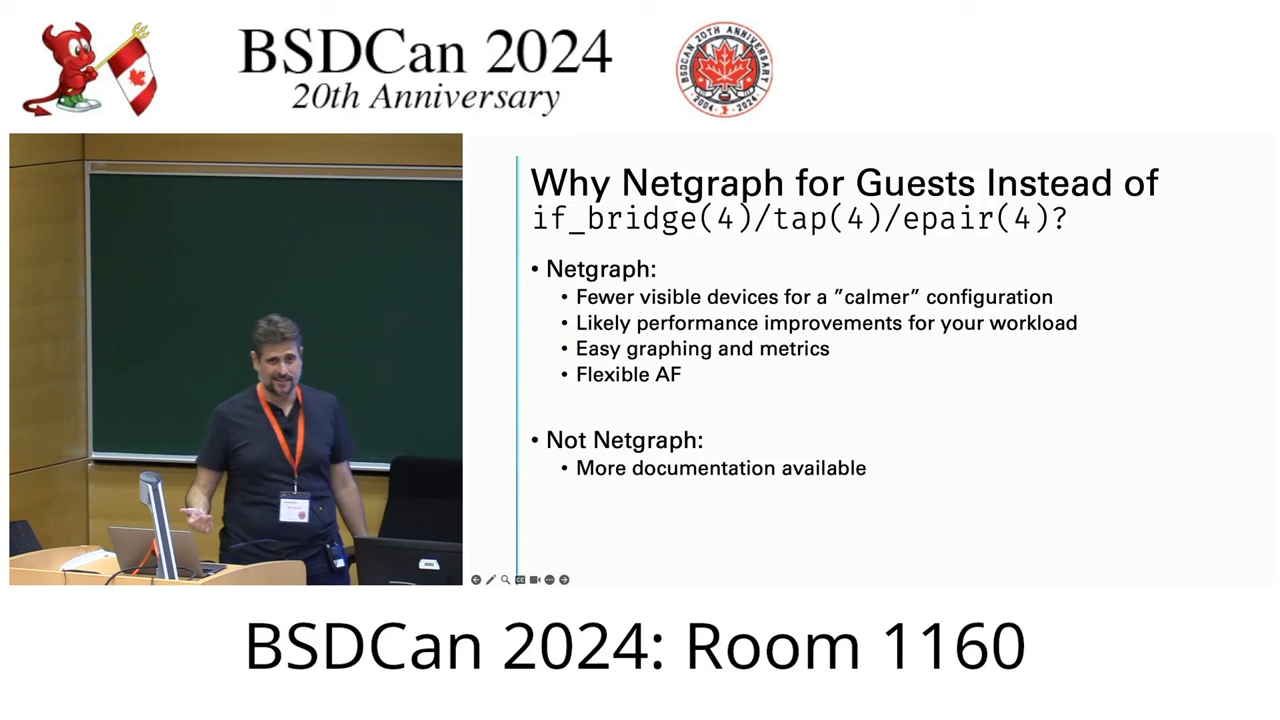 BSDCan 2024
20th Anniversary
BSDCAN 20TH ANNIVERSARY
2004 2024
Why Netgraph for Guests Instead of
if_bridge(4)/tap(4)/epair(4)?
• Netgraph:
• Fewer visible devices for a ”calmer” configuration
• Likely performance improvements for your workload
• Easy graphing and metrics
• Flexible AF
• Not Netgraph:
• More documentation available
BSDCan 2024: Room 1160